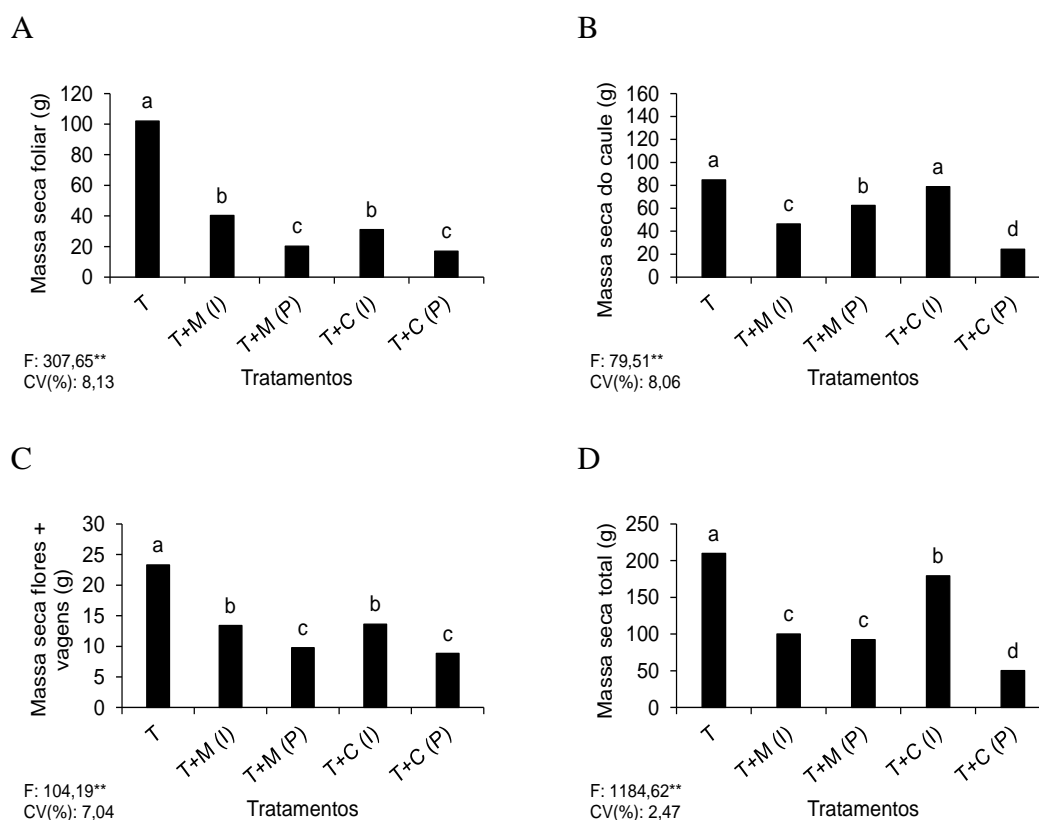 A
Massa seca foliar (g)
120
100
80
60
40
20
0
a
b
c
b
c
T
T+M (I)
T+M (P)
T+C (I)
T+C (P)
F: 307,65**
CV(%): 8,13
Tratamentos
B
Massa seca do caule (g)
160
140
120
100
80
60
40
20
0
a
c
b
a
d
T
T+M (I)
T+M (P)
T+C (I)
T+C (P)
F: 79,51**
CV(%): 8,06
Tratamentos
C
Massa seca flores +
vagens (g)
30
25
20
15
10
5
0
a
b
c
b
c
T
T+M (I)
T+M (P)
T+C (I)
T+C (P)
F: 104,19**
CV(%): 7,04
Tratamentos
D
Massa seca total (g)
250
200
150
100
50
0
a
c
c
b
d
T
T+M (I)
T+M (P)
T+C (I)
T+C (P)
F: 1184,62**
CV(%): 2,47
Tratamentos